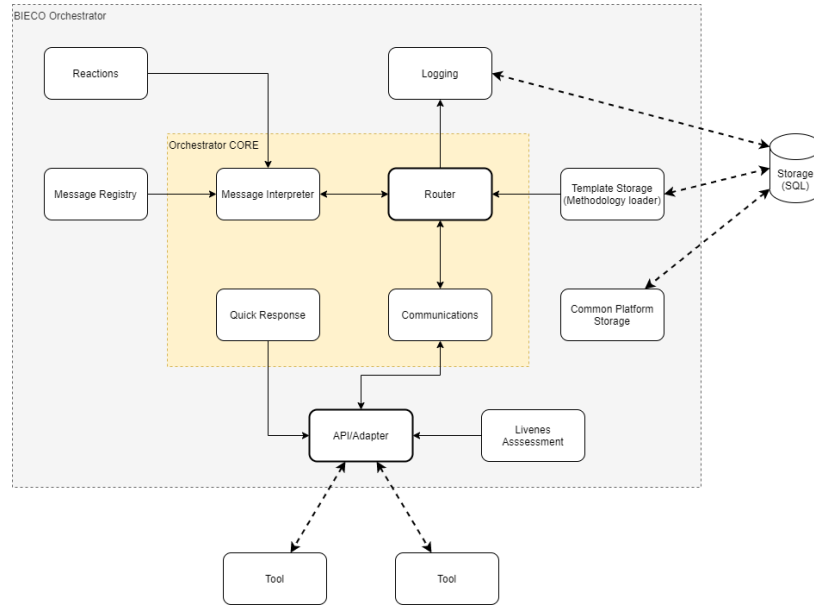 BIECO Orchestrator
Reactions
Logging
Orchestrator CORE
Message Registry
Message Interpreter
Router
Template Storage
(Methodology loader)
Storage
(SQL)
Quick Response
Communications
Common Platform
Storage
API/Adapter
Livenes
Asssessment
Tool
Tool